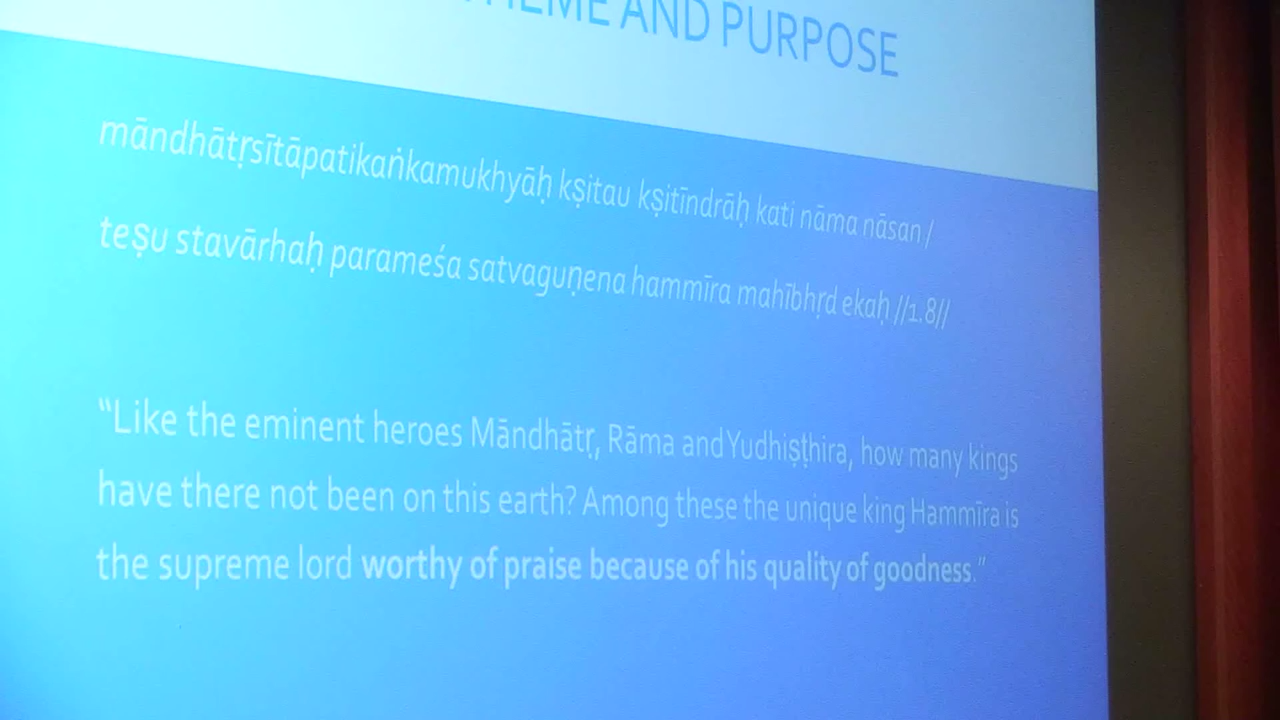 THEME AND PURPOSE
māndhātṛsītāpatikaṅkamukhyāḥ kṣitau kṣitīndrāḥ kati nāma nāsan /
teṣu stavārhaḥ parameśa satvaguṇena hammīra mahībhṛd ekaḥ //1.8//
“Like the eminent heroes Māndhātṛ, Rāma and Yudhiṣṭhira, how many kings
have there not been on this earth? Among these the unique king Hammīra is
the supreme lord worthy of praise because of his quality of goodness.”